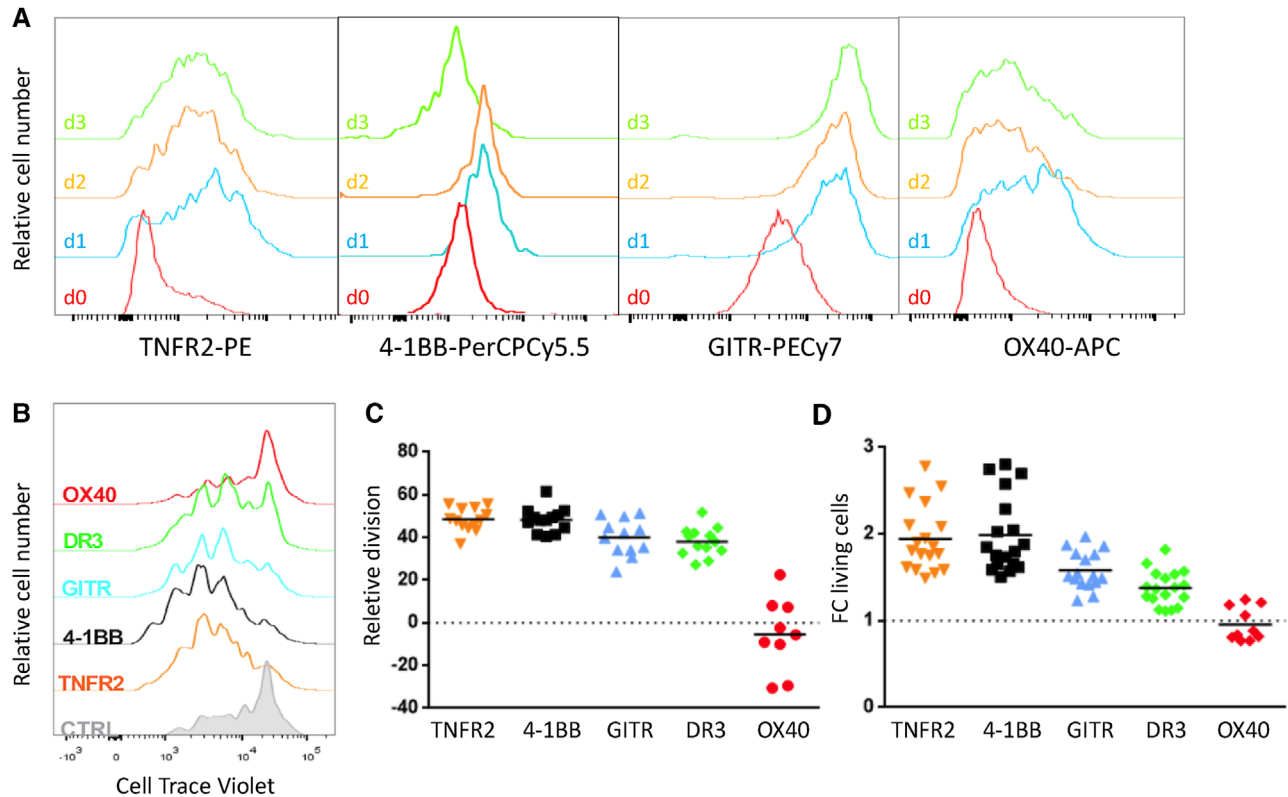 A
Relative cell number
d3
d2
d1
d0
TNFR2-PE
d3
d2
d1
d0
4-1BB-PerCPCy5.5
d3
d2
d1
d0
GITR-PECy7
d3
d2
d1
d0
OX40-APC
B
Relative cell number
OX40
DR3
GITR
4-1BB
TNFR2
CTRL
-10³ 0 10³ 10⁴ 10⁵
Cell Trace Violet
C
Reletive division
80
60
40
20
0
-20
-40
TNFR2 4-1BB GITR DR3 OX40
D
FC living cells
3
2
1
0
TNFR2 4-1BB GITR DR3 OX40